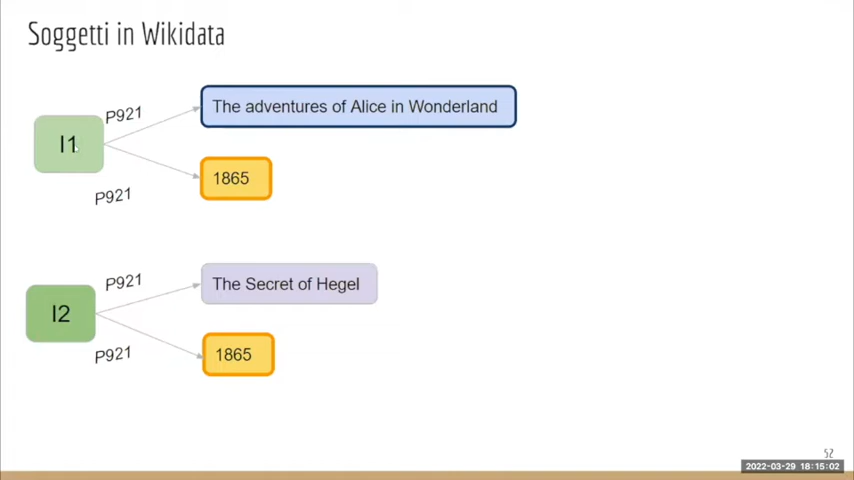 Soggetti in Wikidata
P921
The adventures of Alice in Wonderland
I1
1865
P921
P921
The Secret of Hegel
I2
1865
P921
52
2022-03-29 18:15:02